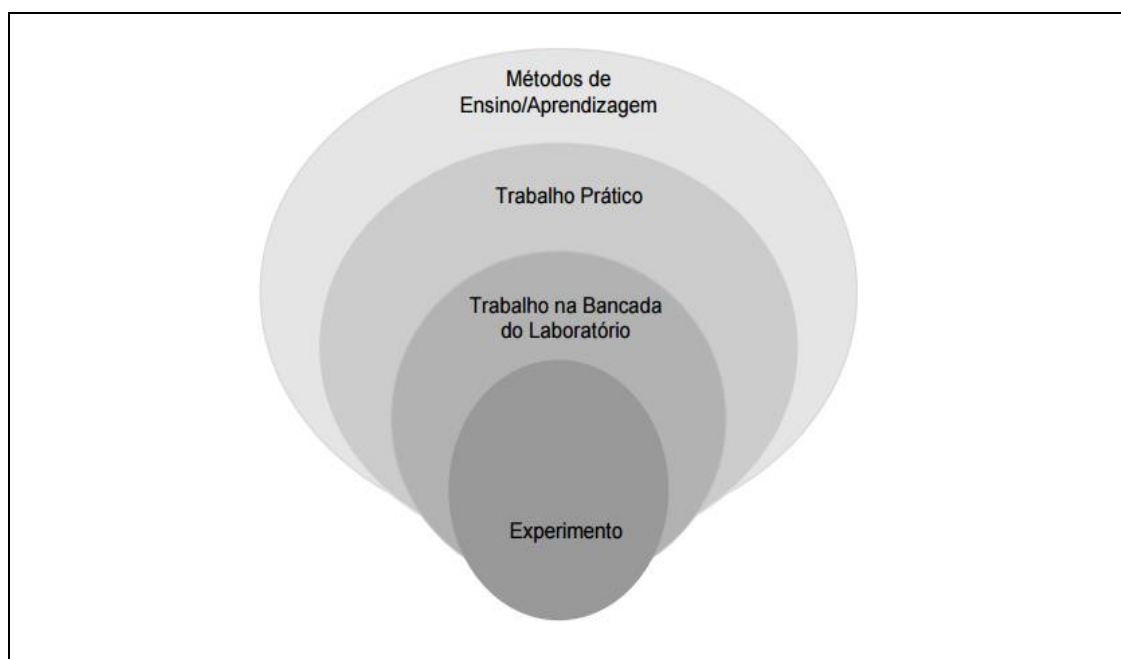 Métodos de
Ensino/Aprendizagem
Trabalho Prático
Trabalho na Bancada
do Laboratório
Experimento